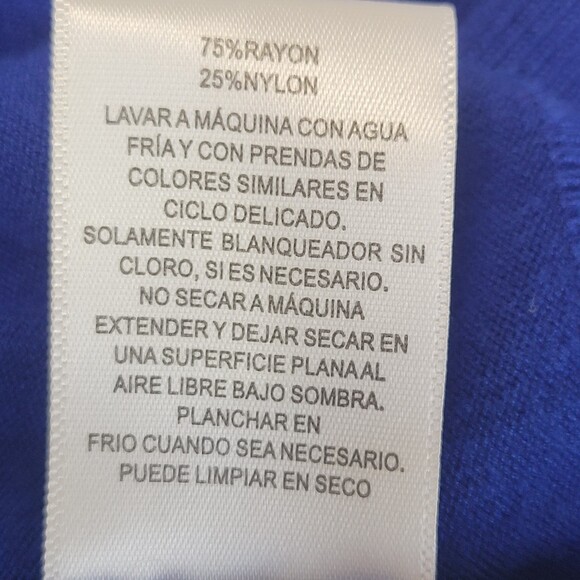 75%RAYON
25%NYLON
LAVAR A MÁQUINA CON AGUA
FRÍA Y CON PRENDAS DE
COLORES SIMILARES EN
CICLO DELICADO.
SOLAMENTE BLANQUEADOR SIN
CLORO, SI ES NECESARIO.
NO SECAR A MÁQUINA
EXTENDER Y DEJAR SECAR EN
UNA SUPERFICIE PLANA AL
AIRE LIBRE BAJO SOMBRA.
PLANCHAR EN
FRIO CUANDO SEA NECESARIO.
PUEDE LIMPIAR EN SECO